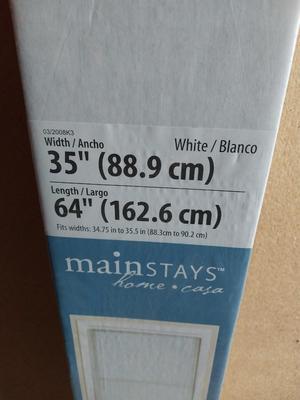 03/2008K3
Width / Ancho
White / Blanco
35" (88.9 cm)
Length / Largo
64" (162.6 cm)
Fits widths: 34.75 in to 35.5 in (88.3cm to 90.2 cm)
mainSTAYS™
home • casa